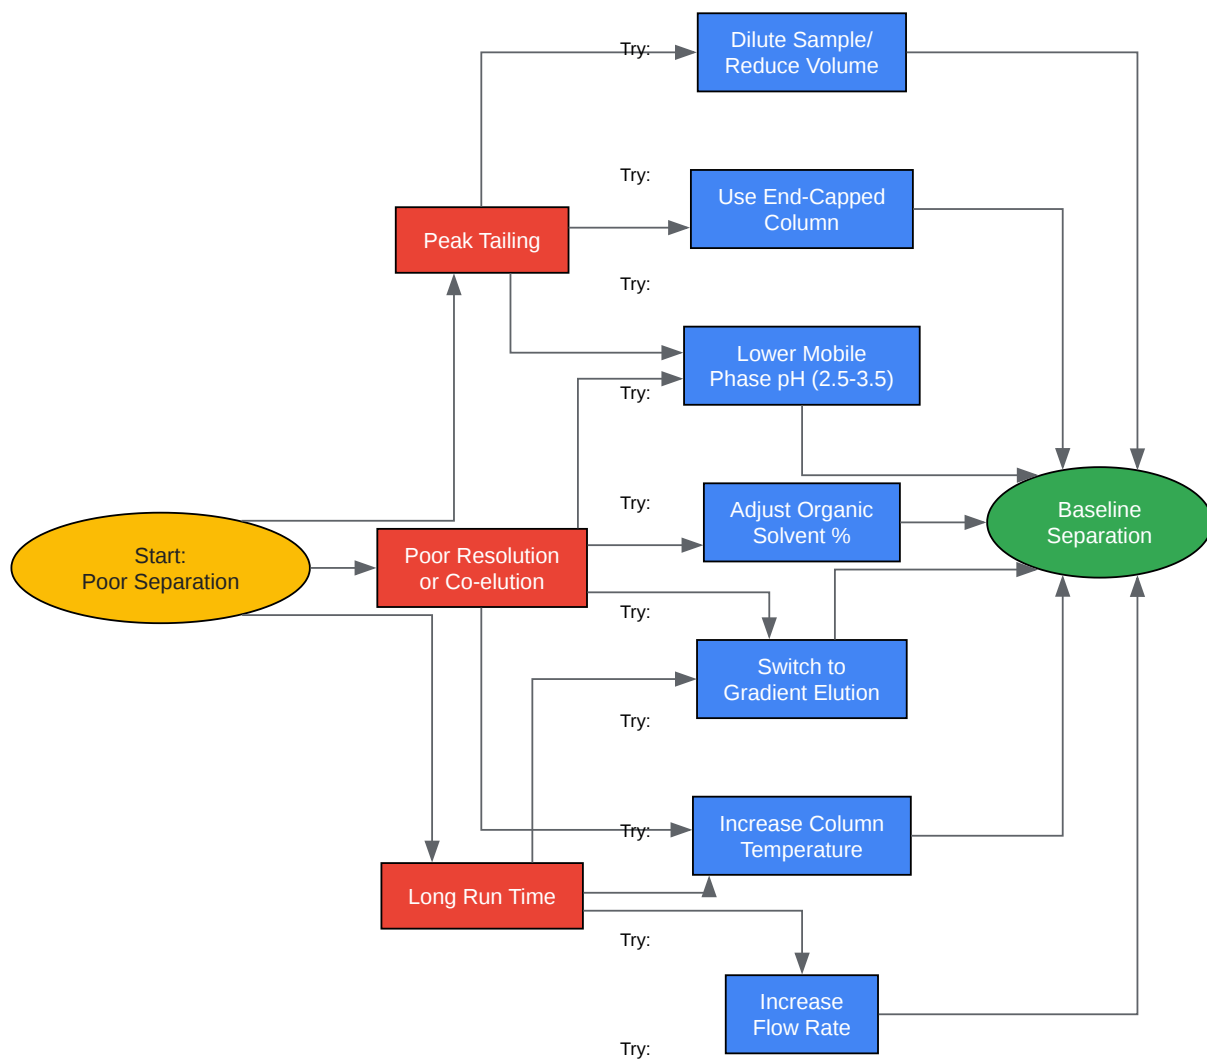 Try:
Dilute Sample/
Reduce Volume
Try:
Use End-Capped
Column
Peak Tailing
Try:
Lower Mobile
Phase pH (2.5-3.5)
Try:
Try:
Adjust Organic
Solvent %
Baseline
Separation
Start:
Poor Separation
Poor Resolution
or Co-elution
Try:
Switch to
Gradient Elution
Try:
Try:
Increase Column
Temperature
Long Run Time
Try:
Increase
Flow Rate
Try: